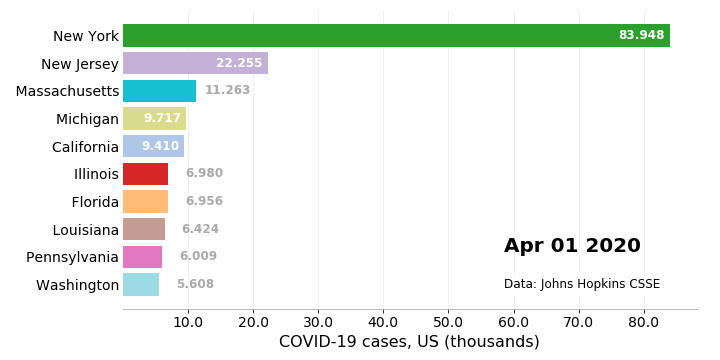 New York 83.948
New Jersey 22.255
Massachusetts 11.263
Michigan 9.717
California 9.410
Illinois 6.980
Florida 6.956
Louisiana 6.424
Apr 01 2020
Pennsylvania 6.009
Washington 5.608
Data: Johns Hopkins CSSE
10.0 20.0 30.0 40.0 50.0 60.0 70.0 80.0
COVID-19 cases, US (thousands)